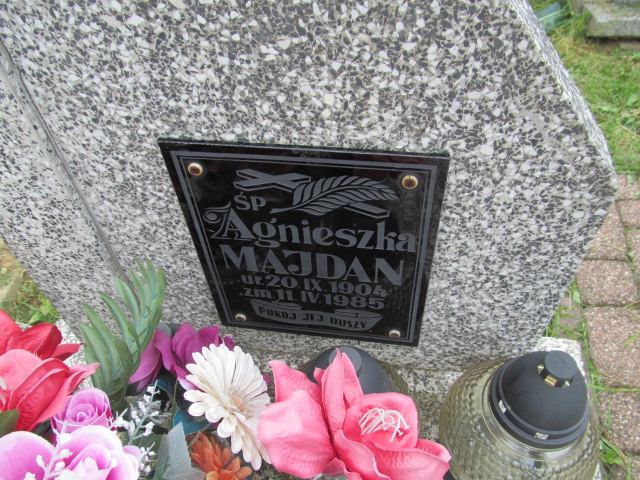 ŚP.
Agnieszka
MAJDAN
ur. 20.IX.1904
zm. 11.IV.1985
POKÓJ JEJ DUSZY